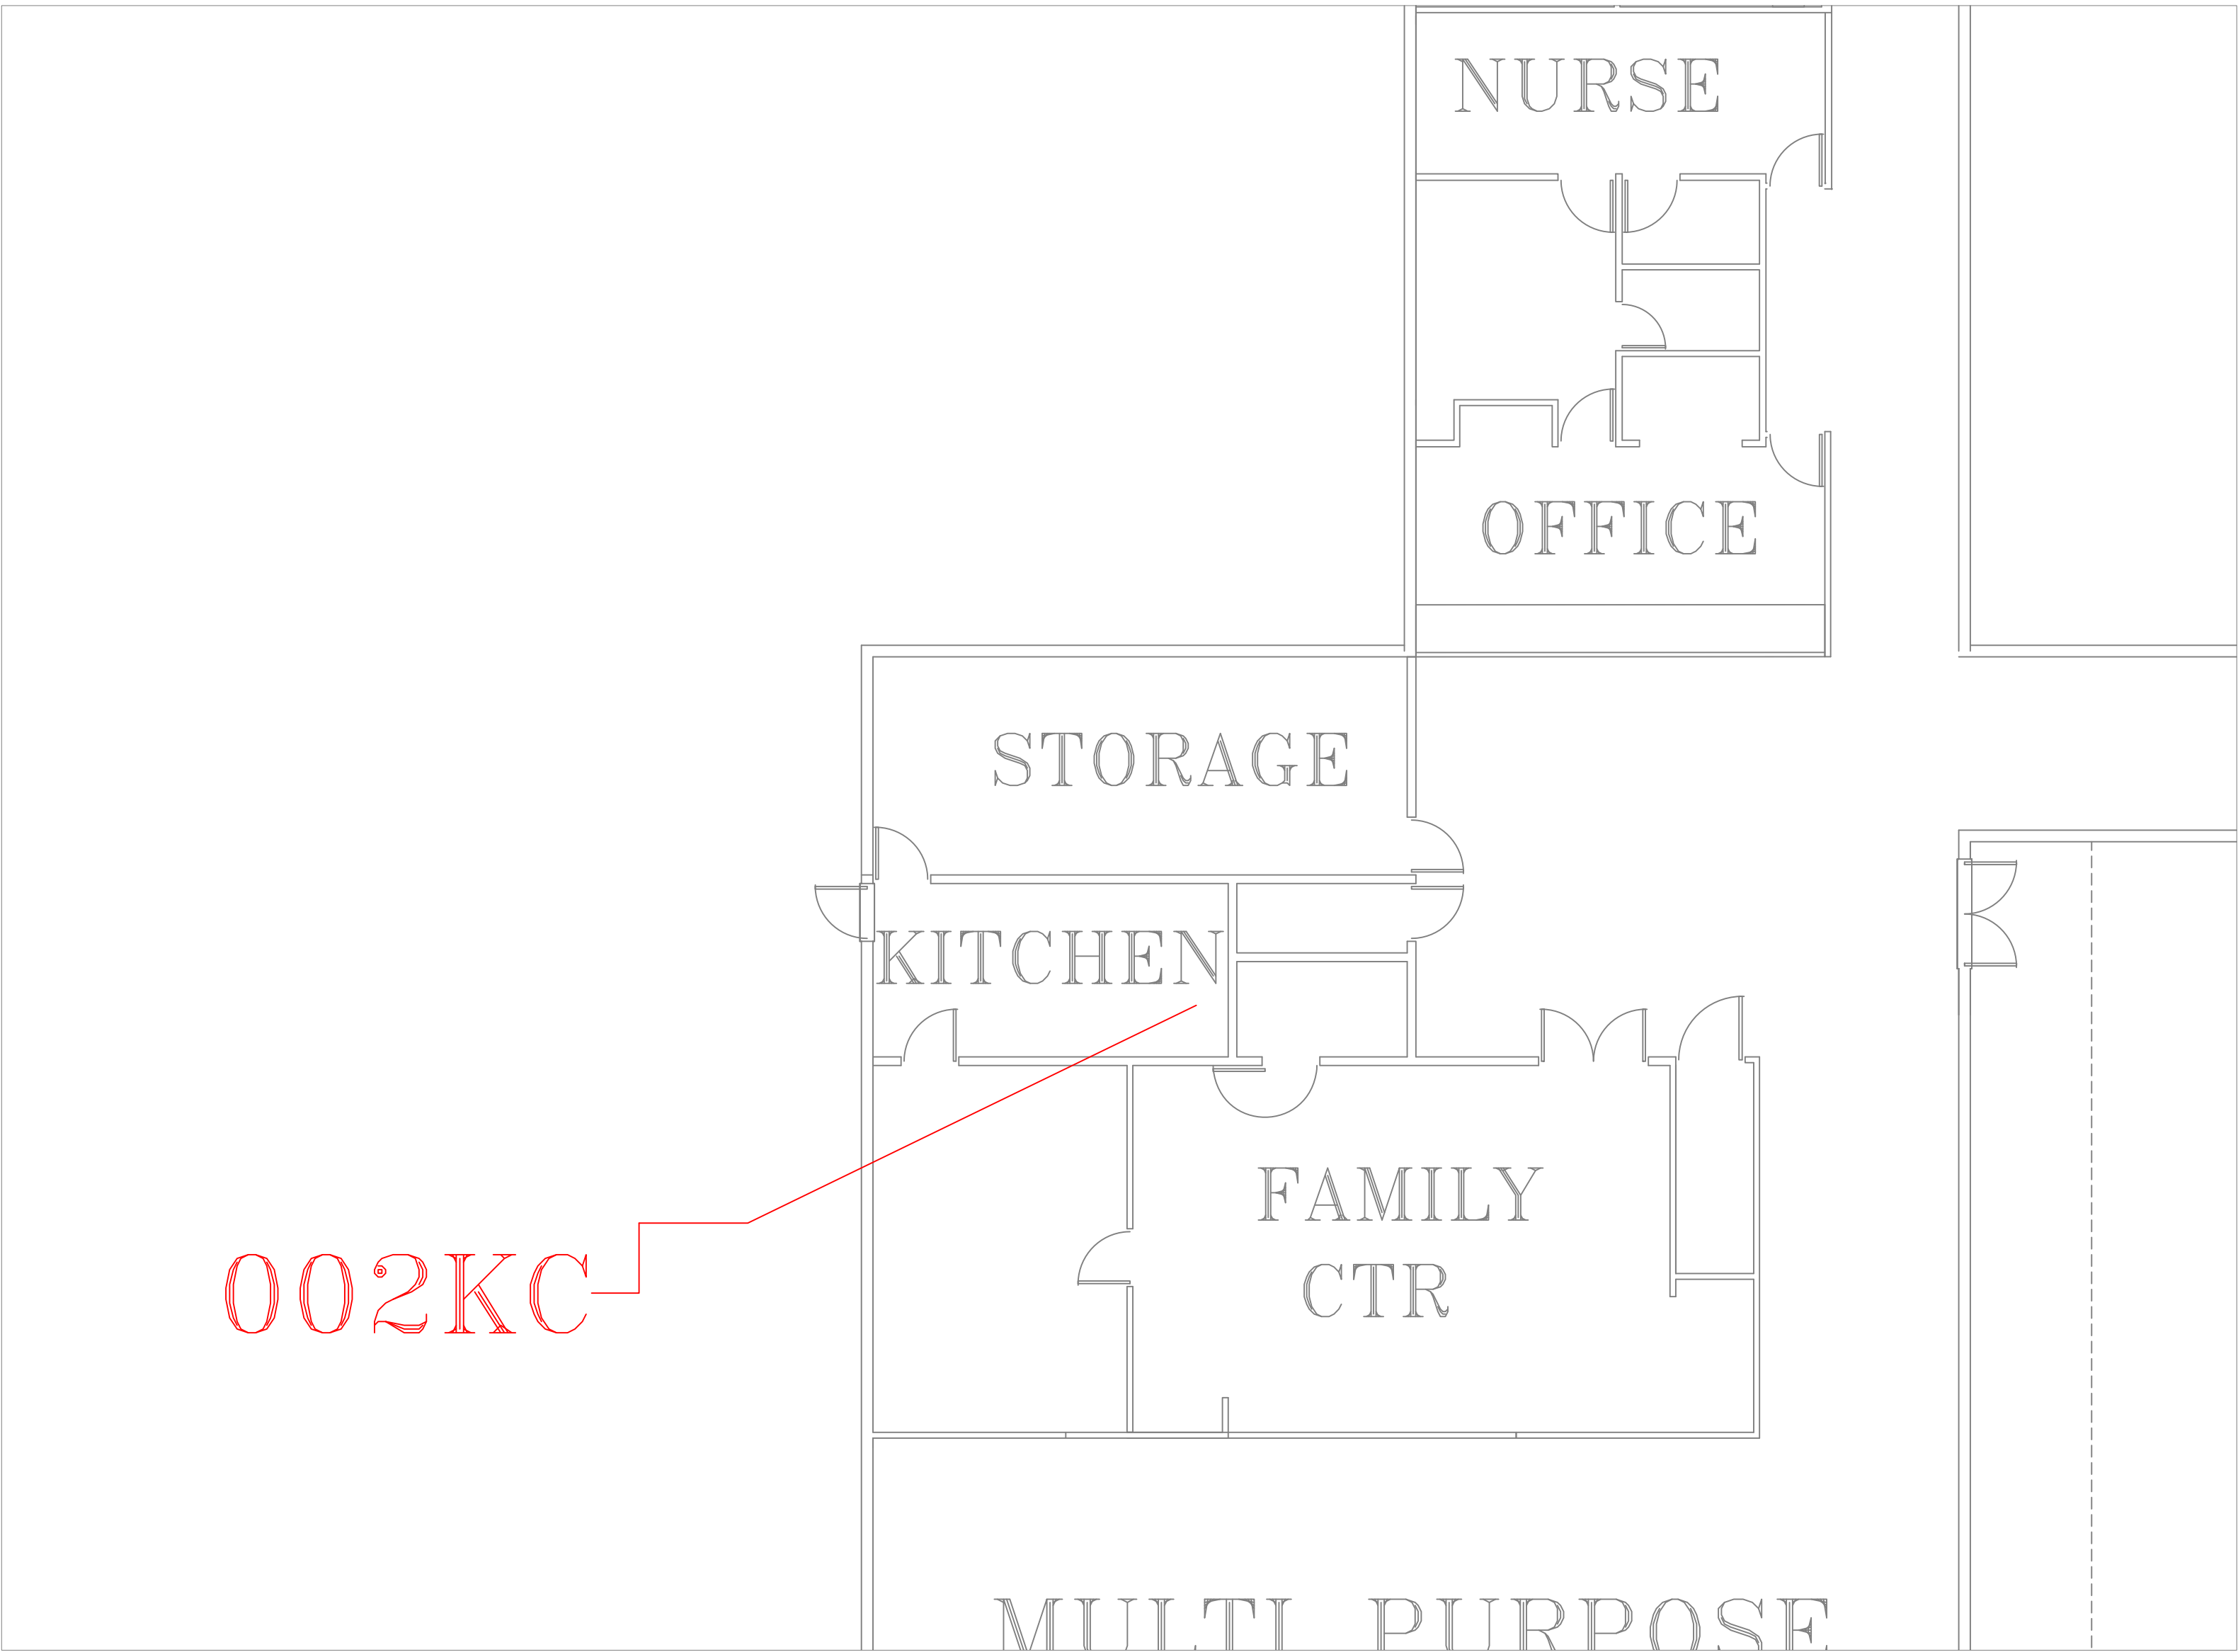 NURSE
OFFICE
STORAGE
KITCHEN
FAMILY
CTR
002KC
MULTI PURPOSE